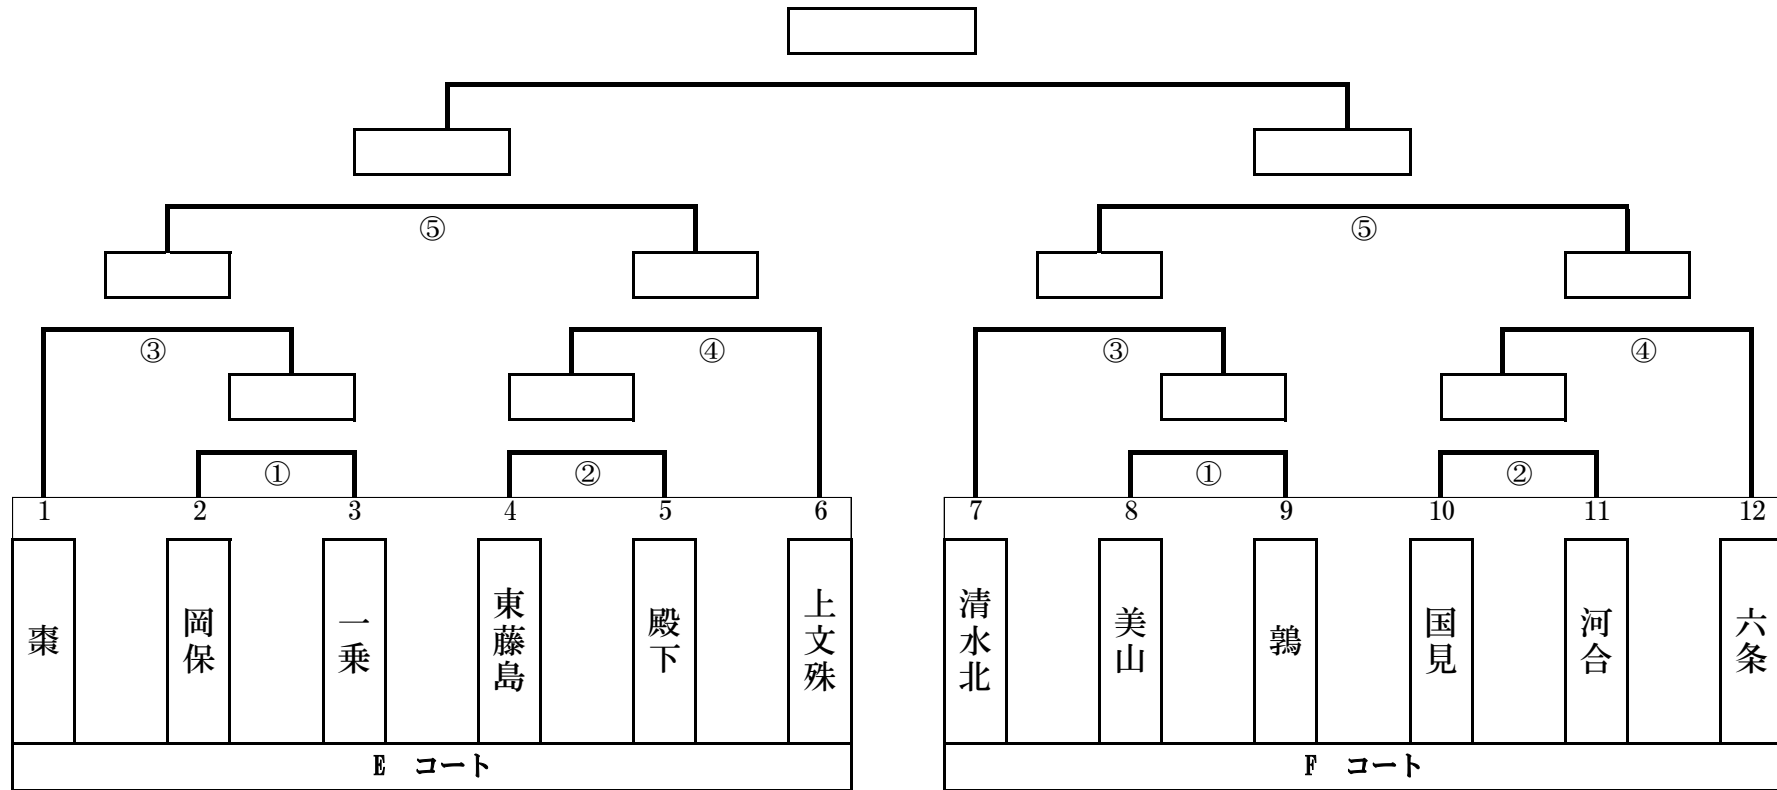 ⑤ ⑤
③ ④ ③ ④
① ② ① ②
1 2 3 4 5 6 7 8 9 10 11 12
棗
岡保
一乗
東藤島
殿下
上文殊
清水北
美山
鶉
国見
河合
六条
E コート
F コート